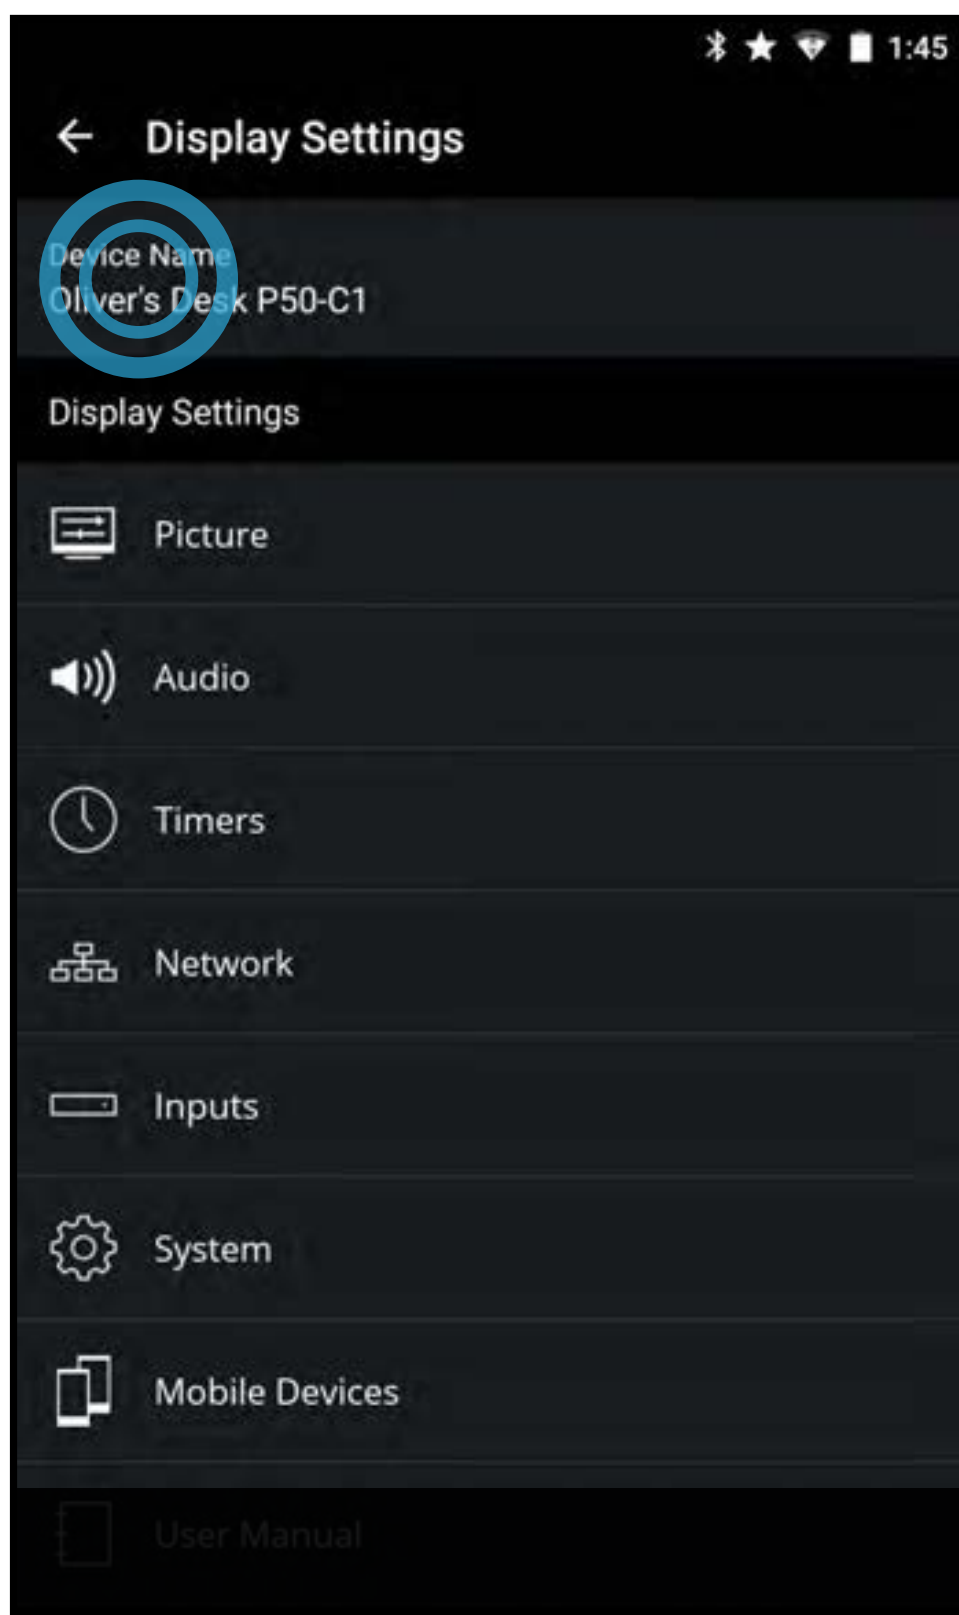 1:45
Display Settings
Device Name
Oliver's Desk P50-C1
Display Settings
Picture
Audio
Timers
Network
Inputs
System
Mobile Devices
User Manual